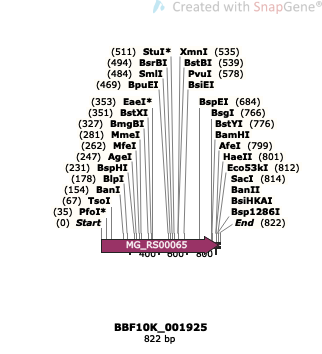 Created with SnapGene®
(511) StuI* XmnI (535)
(494) BsrBI BstBI (539)
(484) SmlI PvuI (578)
(469) BpuEI BsiEI
(353) EaeI* BspEI (684)
(351) BstXI BsgI (766)
(327) BmgBI BstYI (776)
(281) MmeI BamHI
(262) MfeI AfeI (799)
(247) AgeI HaeII (801)
(231) BspHI Eco53kI (812)
(178) BlpI SacI (814)
(154) BanI BanII
(67) TsoI BsiHKAI
(35) PfoI* Bsp1286I
(0) Start End (822)
MG_RS00065
400 600 800
BBF10K_001925
822 bp